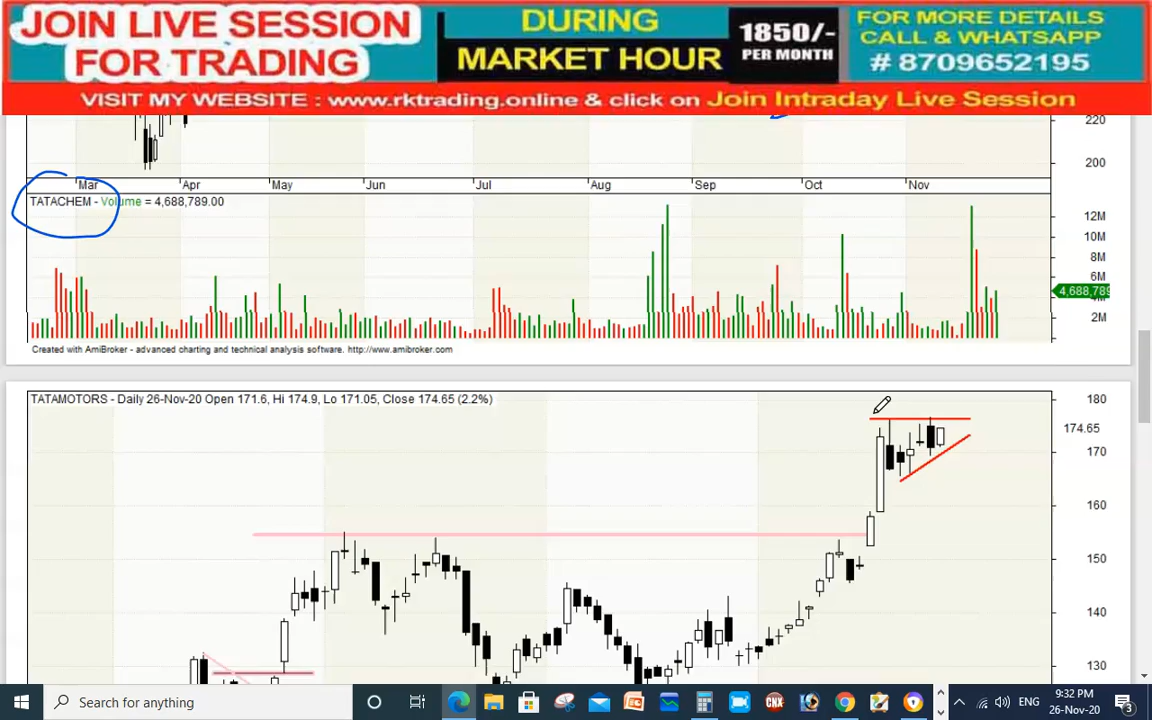 JOIN LIVE SESSION
FOR TRADING
DURING
MARKET HOUR
1850/-
PER MONTH
FOR MORE DETAILS
CALL & WHATSAPP
# 8709652195
VISIT MY WEBSITE : www.rktrading.online & click on Join Intraday Live Session
220
200
Mar Apr May Jun Jul Aug Sep Oct Nov
TATACHEM - Volume = 4,688,789.00
12M
10M
8M
6M
4,688,789
2M
Created with AmiBroker - advanced charting and technical analysis software. http://www.amibroker.com
TATAMOTORS - Daily 26-Nov-20 Open 171.6, Hi 174.9, Lo 171.05, Close 174.65 (2.2%)
180
174.65
170
160
150
140
130
Search for anything
CNX
ENG
9:32 PM
26-Nov-20
3